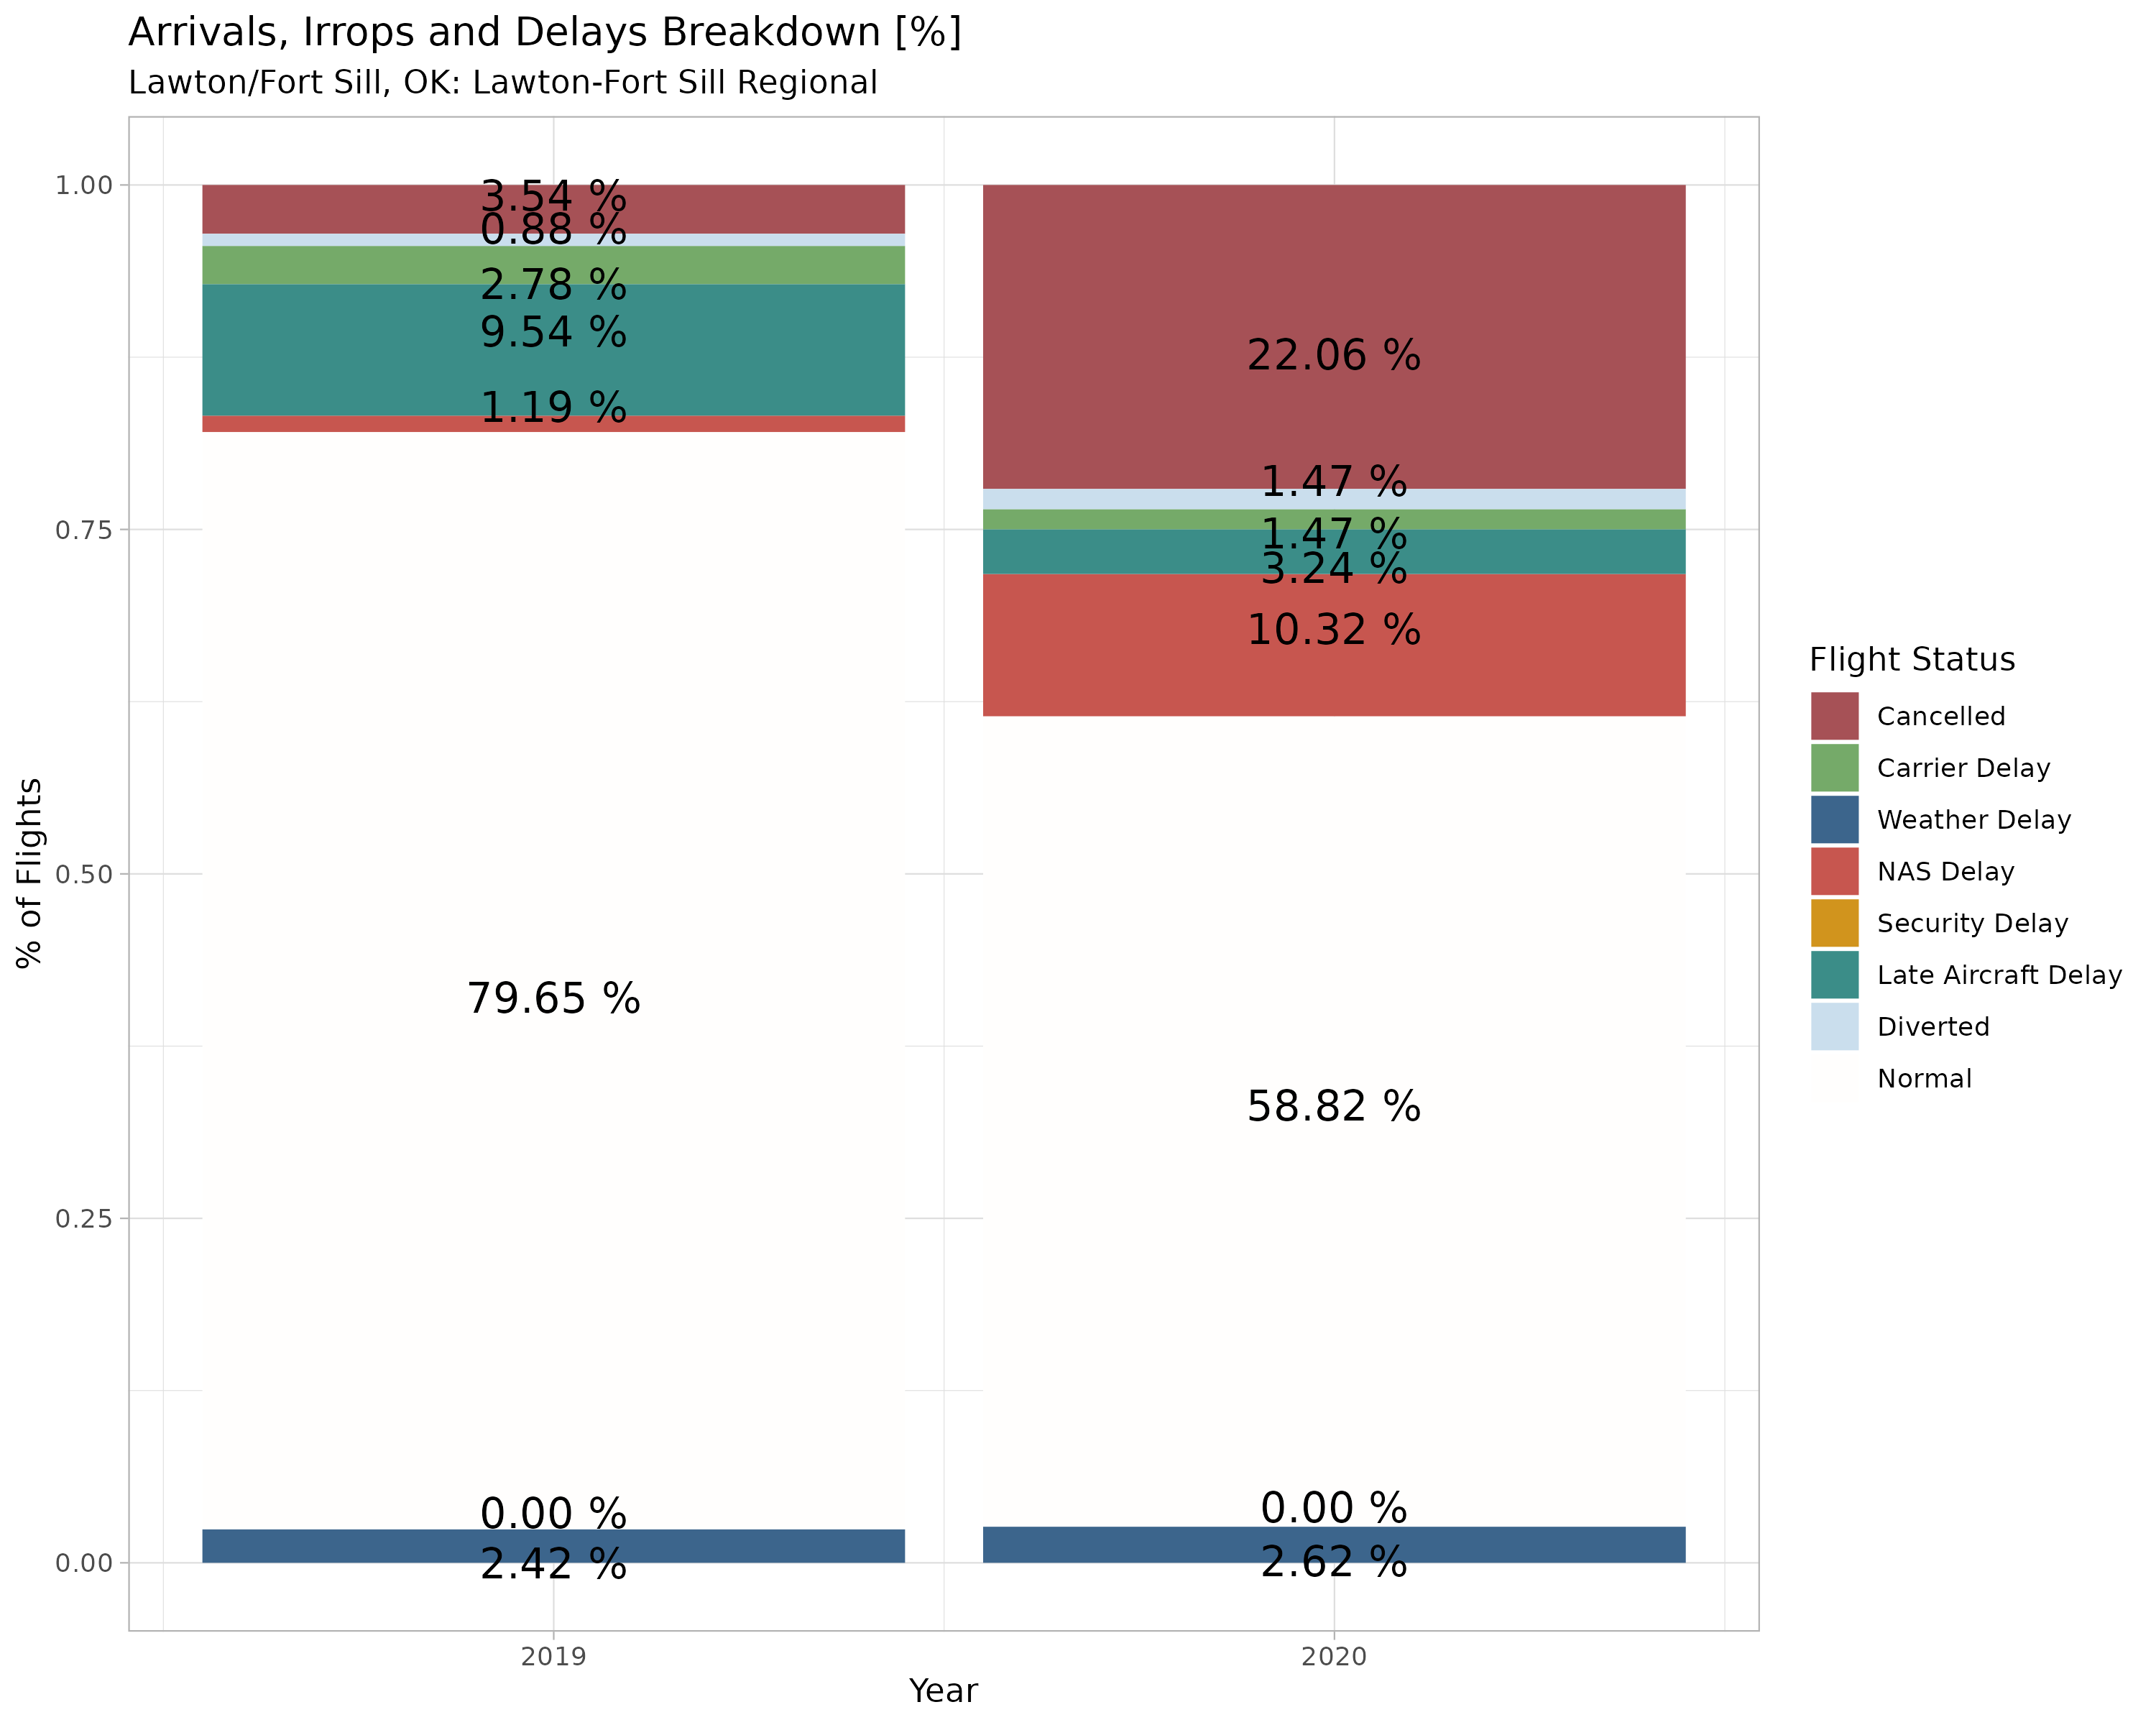 Arrivals, Irrops and Delays Breakdown [%]
Lawton/Fort Sill, OK: Lawton-Fort Sill Regional
% of Flights
1.00
0.75
0.50
0.25
0.00
3.54 %
0.88 %
2.78 %
9.54 %
1.19 %
79.65 %
0.00 %
2.42 %
22.06 %
1.47 %
1.47 %
3.24 %
10.32 %
58.82 %
0.00 %
2.62 %
2019
2020
Year
Flight Status
Cancelled
Carrier Delay
Weather Delay
NAS Delay
Security Delay
Late Aircraft Delay
Diverted
Normal